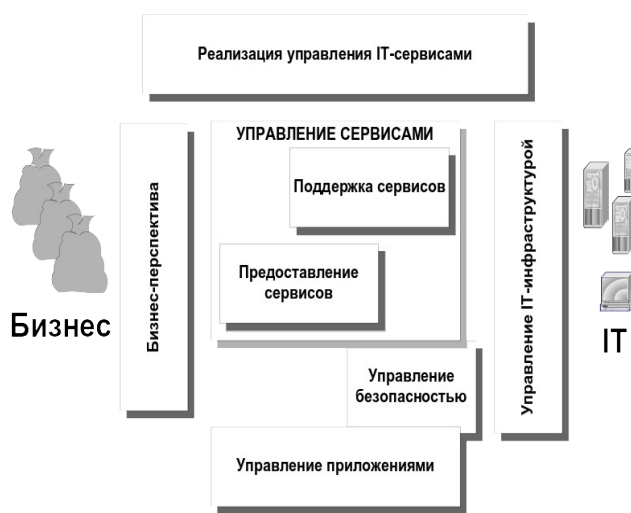 Реализация управления IT-сервисами
УПРАВЛЕНИЕ СЕРВИСАМИ
Поддержка сервисов
Предоставление
сервисов
Бизнес-перспектива
Управление IT-инфраструктурой
Бизнес
IT
Управление
безопасностью
Управление приложениями